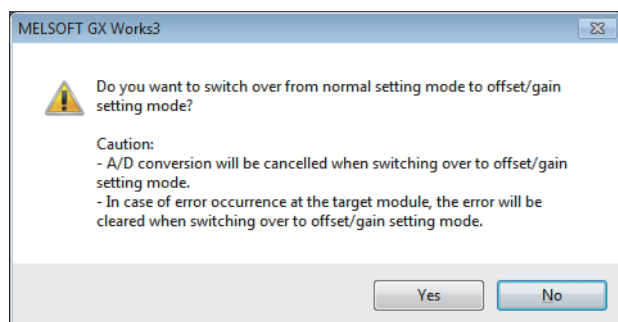 MELSOFT GX Works3
Do you want to switch over from normal setting mode to offset/gain
setting mode?
Caution:
- A/D conversion will be cancelled when switching over to offset/gain
setting mode.
- In case of error occurrence at the target module, the error will be
cleared when switching over to offset/gain setting mode.
Yes
No